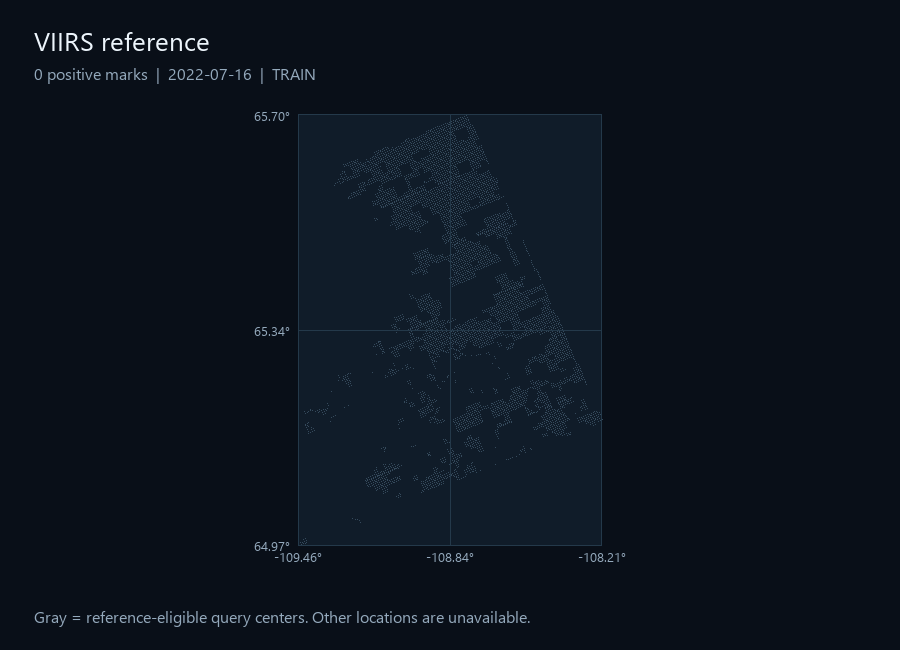 VIIRS reference
0 positive marks | 2022-07-16 | TRAIN
65.70°
65.34°
64.97°
-109.46° -108.84° -108.21°
Gray = reference-eligible query centers. Other locations are unavailable.